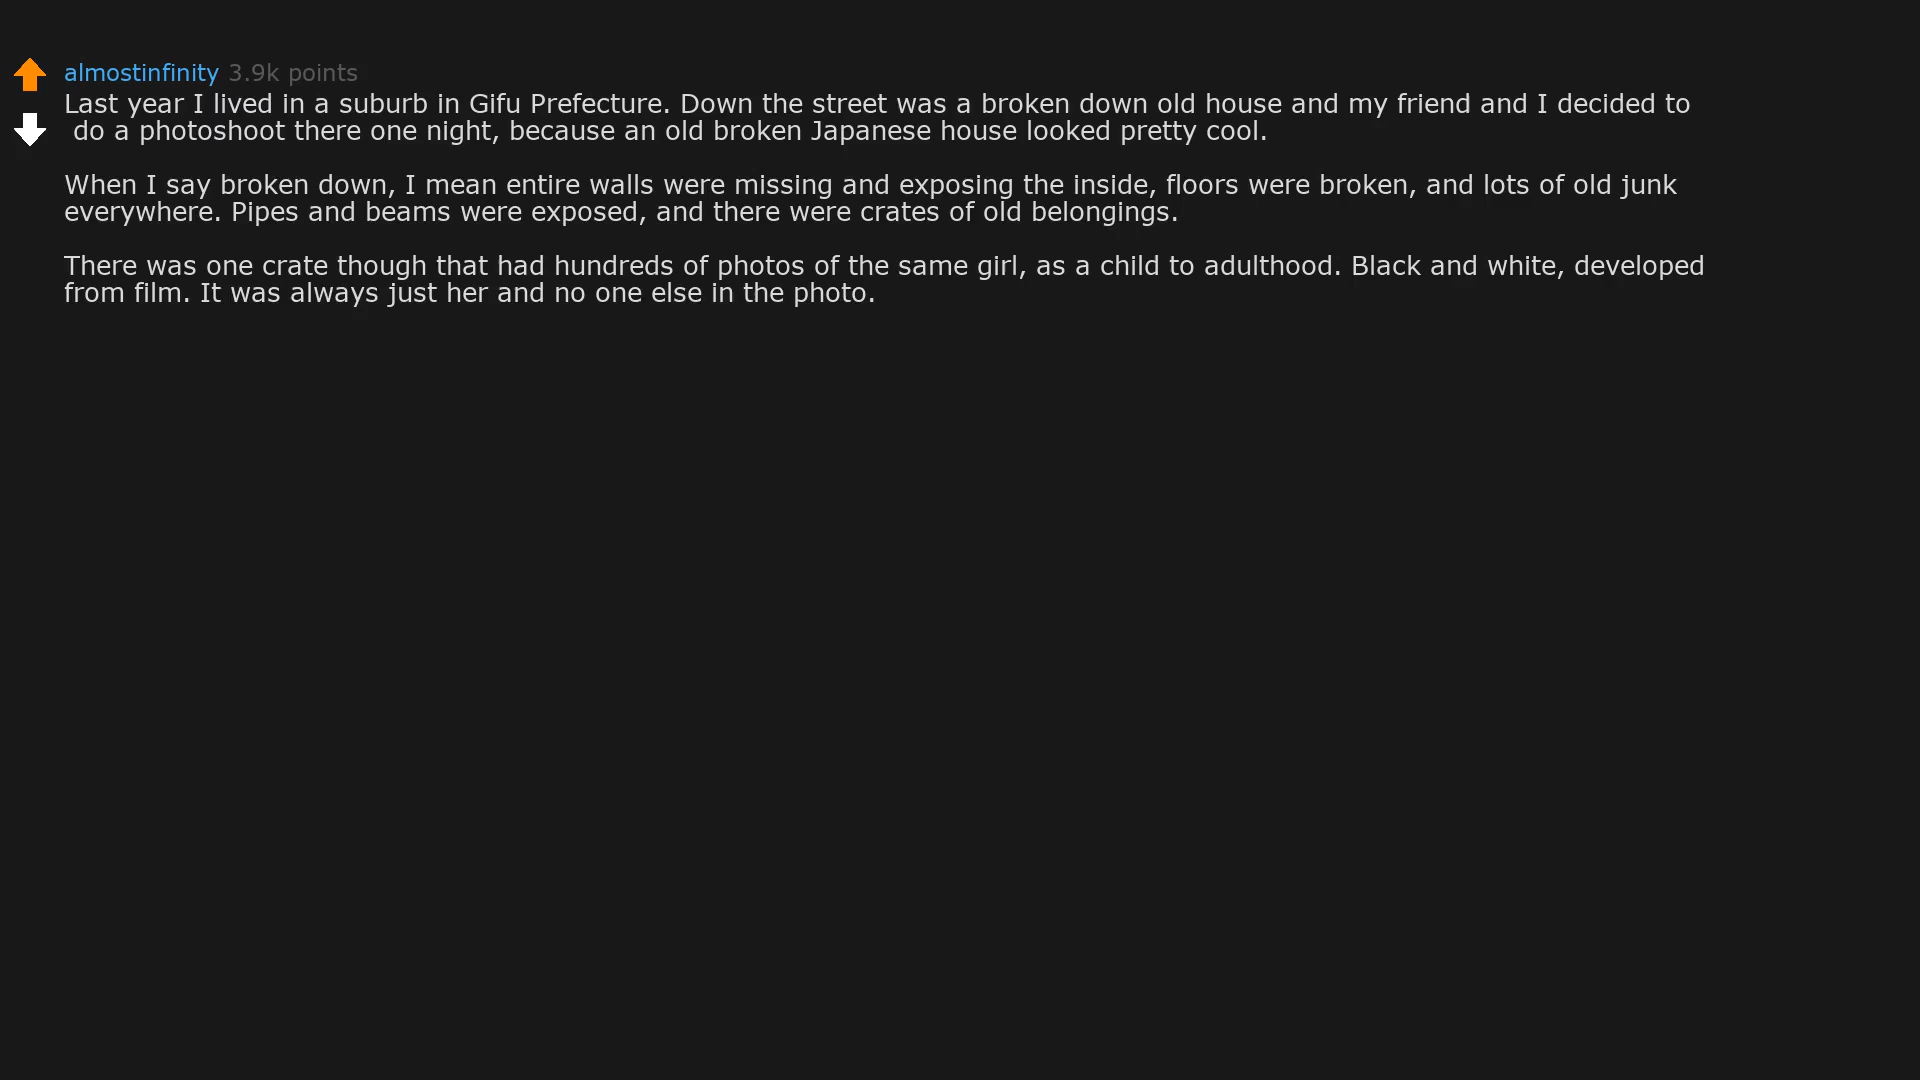 almostinfinity 3.9k points
Last year I lived in a suburb in Gifu Prefecture. Down the street was a broken down old house and my friend and I decided to
do a photoshoot there one night, because an old broken Japanese house looked pretty cool.
When I say broken down, I mean entire walls were missing and exposing the inside, floors were broken, and lots of old junk
everywhere. Pipes and beams were exposed, and there were crates of old belongings.
There was one crate though that had hundreds of photos of the same girl, as a child to adulthood. Black and white, developed
from film. It was always just her and no one else in the photo.